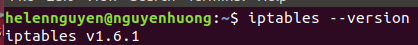 helennguyen@nguyenhuong:~$ iptables --version
iptables v1.6.1